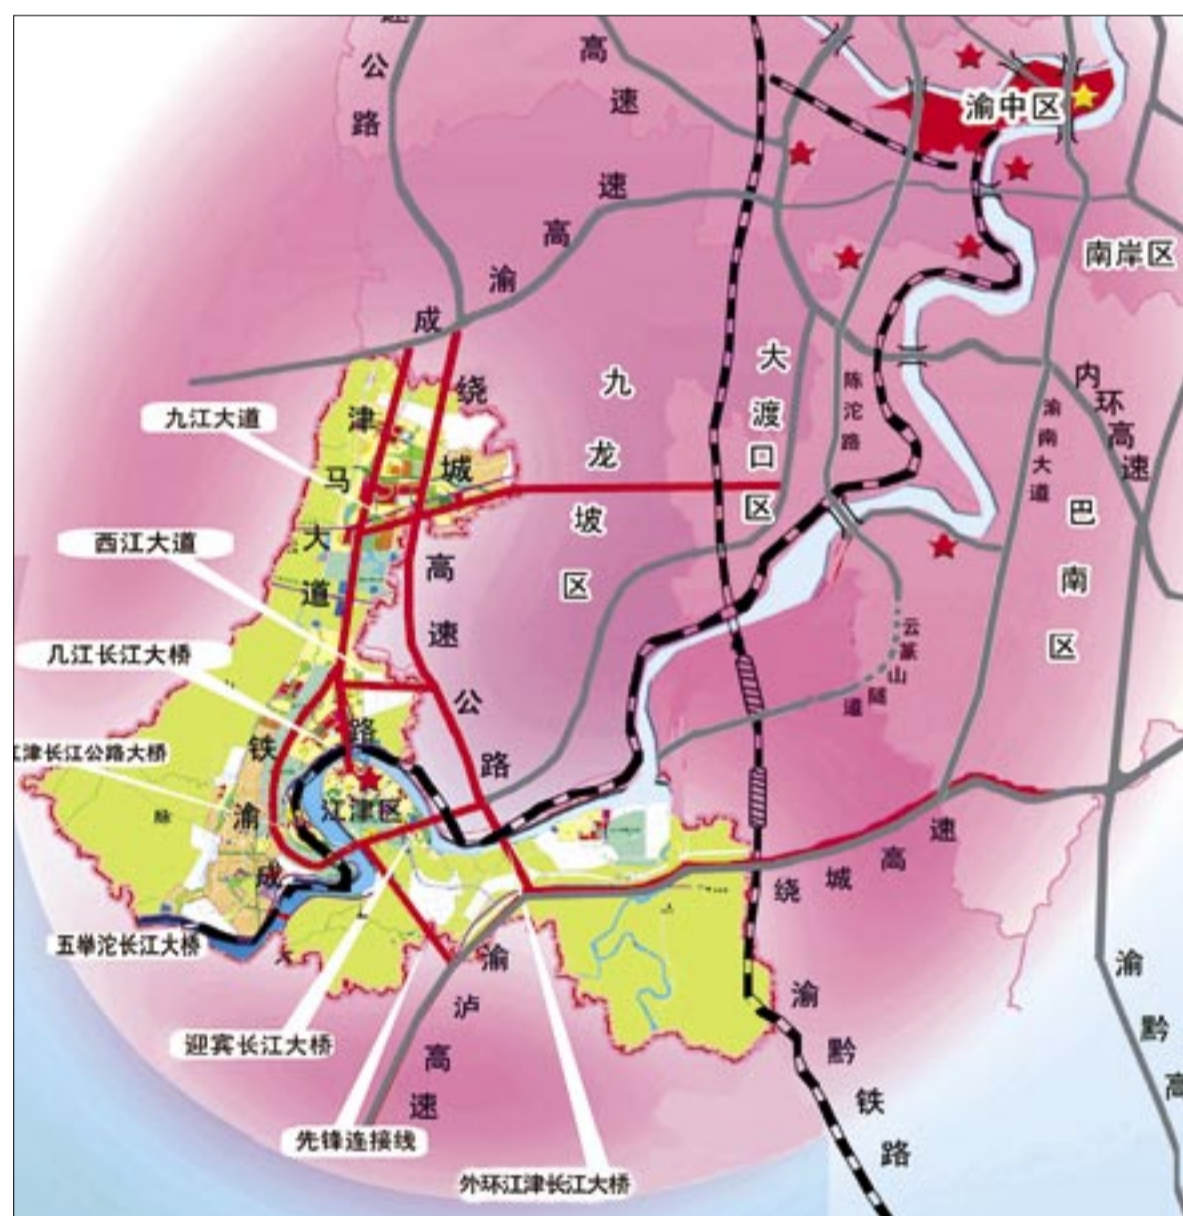 公路
高速
渝中区
成渝高速
南岸区
九龙坡区
大渡口区
陈沱路
渝南大道
内环高速
巴南区
九江大道
津马大道
绕城高速公路
西江大道
几江长江大桥
津长江公路大桥
成渝铁路
江津区
云篆山隧道
绕城高速
五举沱长江大桥
渝泸高速
迎宾长江大桥
先锋连接线
外环江津长江大桥
渝黔铁路
渝黔高